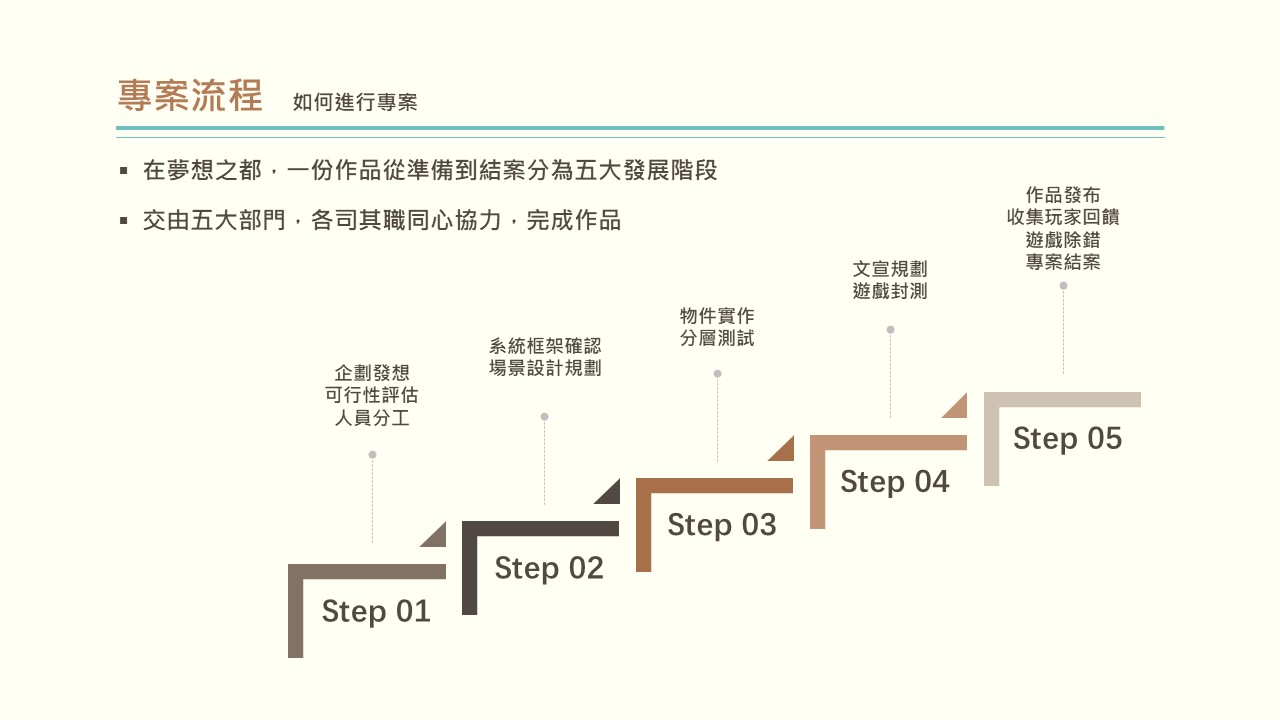 專案流程 如何進行專案
▪ 在夢想之都，一份作品從準備到結案分為五大發展階段
▪ 交由五大部門，各司其職同心協力，完成作品
企劃發想
可行性評估
人員分工
Step 01
系統框架確認
場景設計規劃
Step 02
物件實作
分層測試
Step 03
文宣規劃
遊戲封測
Step 04
作品發布
收集玩家回饋
遊戲除錯
專案結案
Step 05